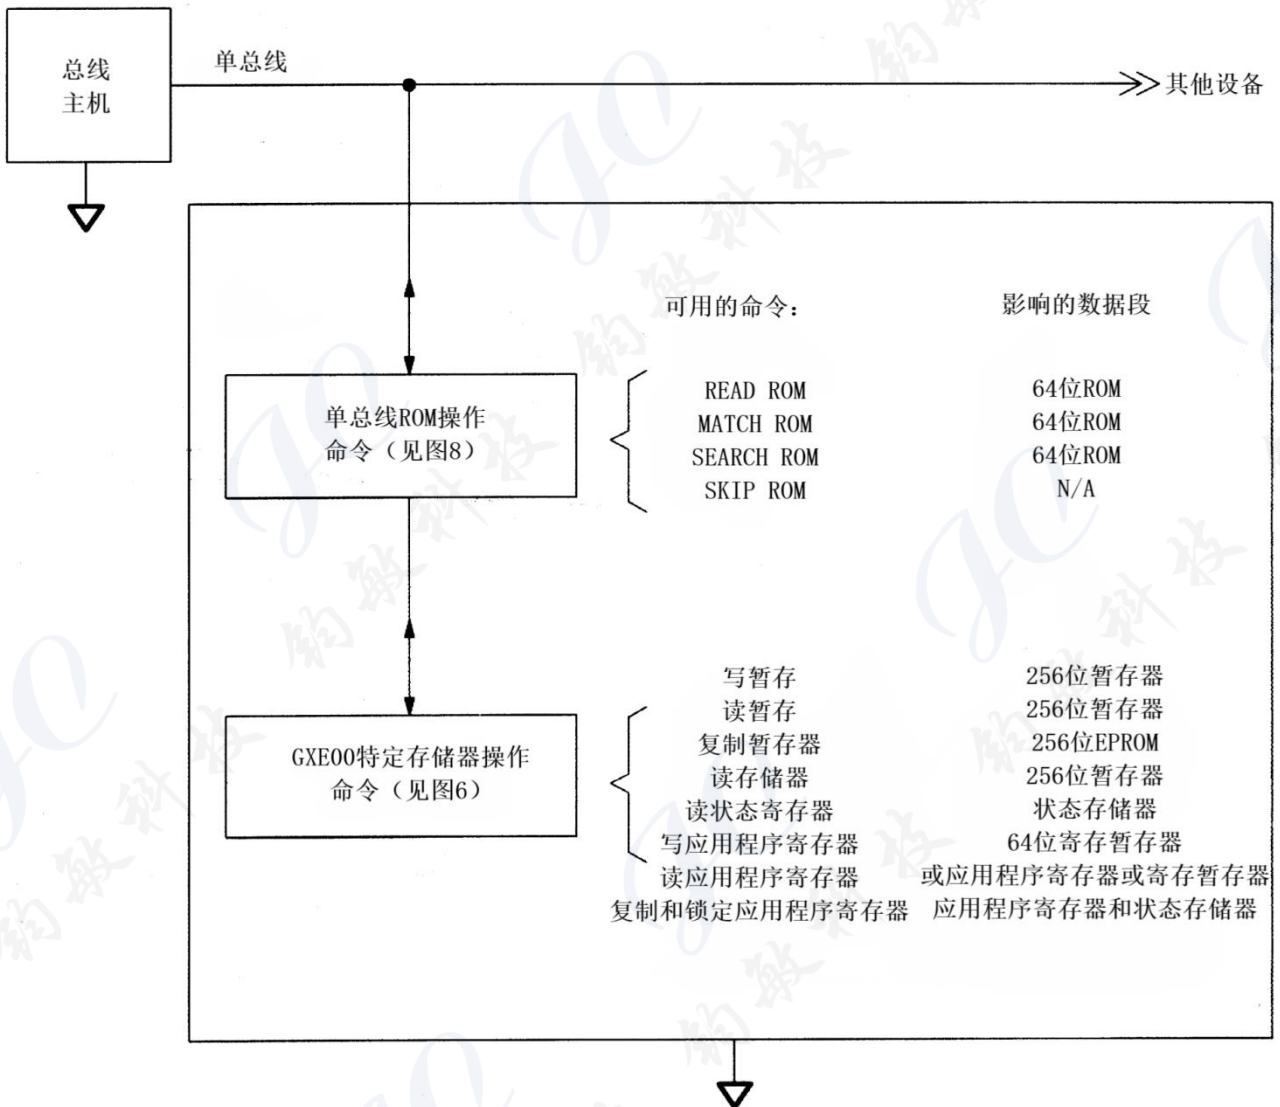 总线
主机
单总线
其他设备
可用的命令：
影响的数据段
单总线ROM操作
命令（见图8）
READ ROM
64位ROM
MATCH ROM
64位ROM
SEARCH ROM
64位ROM
SKIP ROM
N/A
GXE00特定存储器操作
命令（见图6）
写暂存
256位暂存器
读暂存
256位暂存器
复制暂存器
256位EPROM
读存储器
256位暂存器
读状态寄存器
状态存储器
写应用程序寄存器
64位寄存暂存器
读应用程序寄存器
或应用程序寄存器或寄存暂存器
复制和锁定应用程序寄存器
应用程序寄存器和状态存储器
JC
钧敏科技